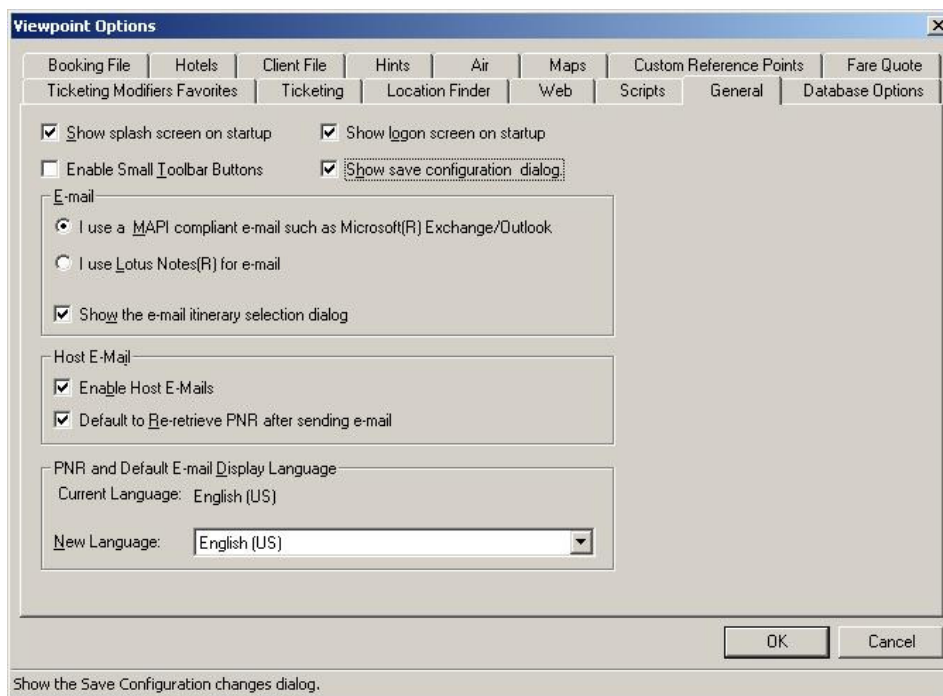 Viewpoint Options
Booking File Hotels Client File Hints Air Maps Custom Reference Points Fare Quote
Ticketing Modifiers Favorites Ticketing Location Finder Web Scripts General Database Options
Show splash screen on startup Show logon screen on startup
Enable Small Toolbar Buttons Show save configuration dialog.
E-mail
I use a MAPI compliant e-mail such as Microsoft(R) Exchange/Outlook
I use Lotus Notes(R) for e-mail
Show the e-mail itinerary selection dialog
Host E-Mail
Enable Host E-Mails
Default to Re-retrieve PNR after sending e-mail
PNR and Default E-mail Display Language
Current Language: English (US)
New Language: English (US)
OK Cancel
Show the Save Configuration changes dialog.